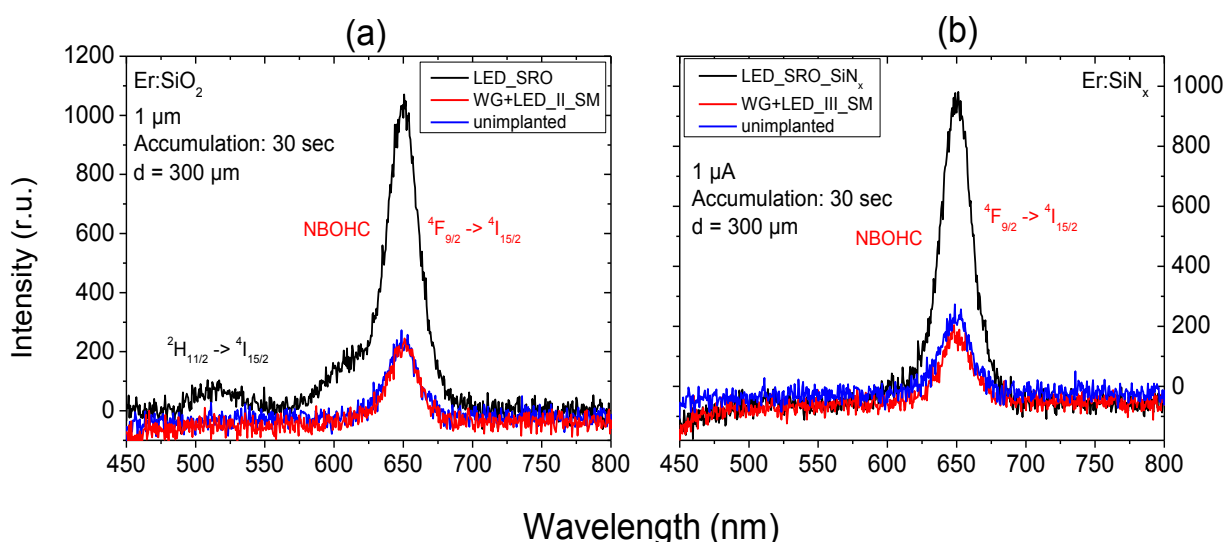 (a)
(b)
Er:SiO₂
1 µm
Accumulation: 30 sec
d = 300 µm
LED_SRO
WG+LED_II_SM
unimplanted
NBOHC
⁴F₉/₂ -> ⁴I₁₅/₂
²H₁₁/₂ -> ⁴I₁₅/₂
1200
1000
800
600
400
200
0
450 500 550 600 650 700 750 800
Intensity (r.u.)
LED_SRO_SiNₓ
WG+LED_III_SM
unimplanted
Er:SiNₓ
1 µA
Accumulation: 30 sec
d = 300 µm
NBOHC
⁴F₉/₂ -> ⁴I₁₅/₂
1000
800
600
400
200
0
450 500 550 600 650 700 750 800
Wavelength (nm)